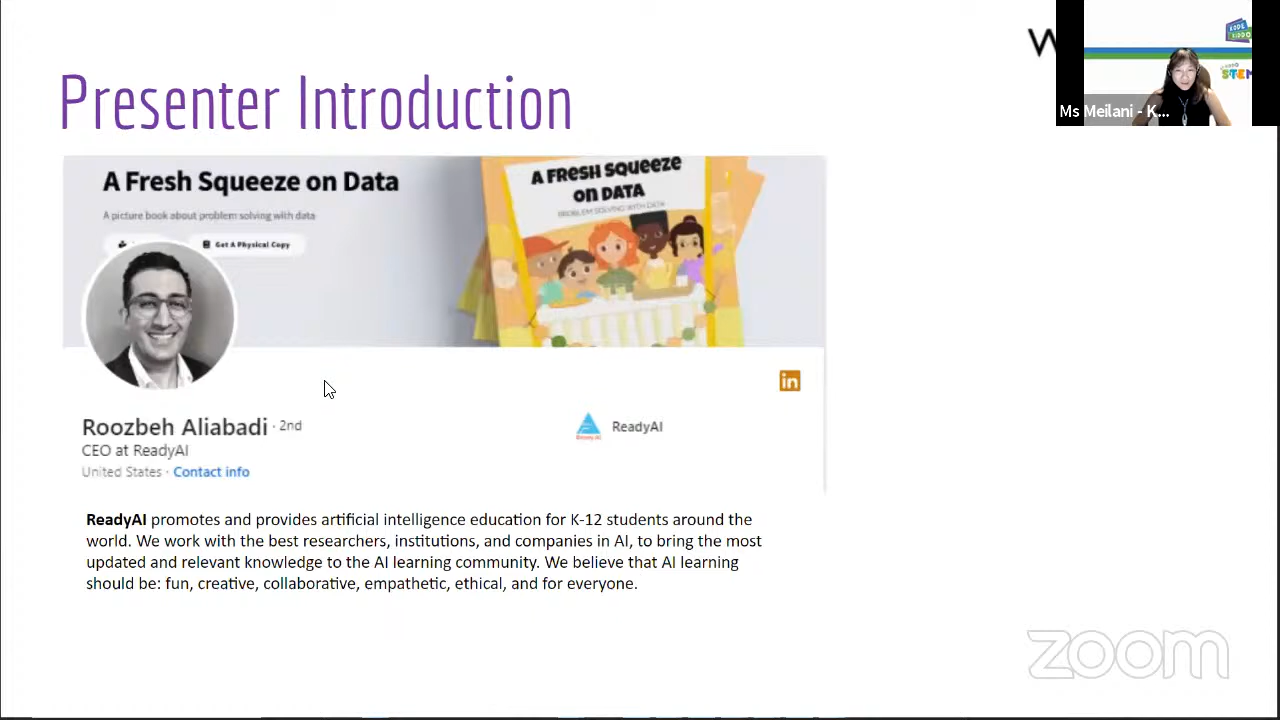 W
KODE
KIDDO
STEM
Ms Meilani - K...
Presenter Introduction
A Fresh Squeeze on Data
A picture book about problem solving with data
Get A Physical Copy
A FRESH SQUEEZE
ON DATA
PROBLEM SOLVING WITH DATA
in
Roozbeh Aliabadi · 2nd
ReadyAI
CEO at ReadyAI
United States · Contact info
ReadyAI promotes and provides artificial intelligence education for K-12 students around the
world. We work with the best researchers, institutions, and companies in AI, to bring the most
updated and relevant knowledge to the AI learning community. We believe that AI learning
should be: fun, creative, collaborative, empathetic, ethical, and for everyone.
zoom